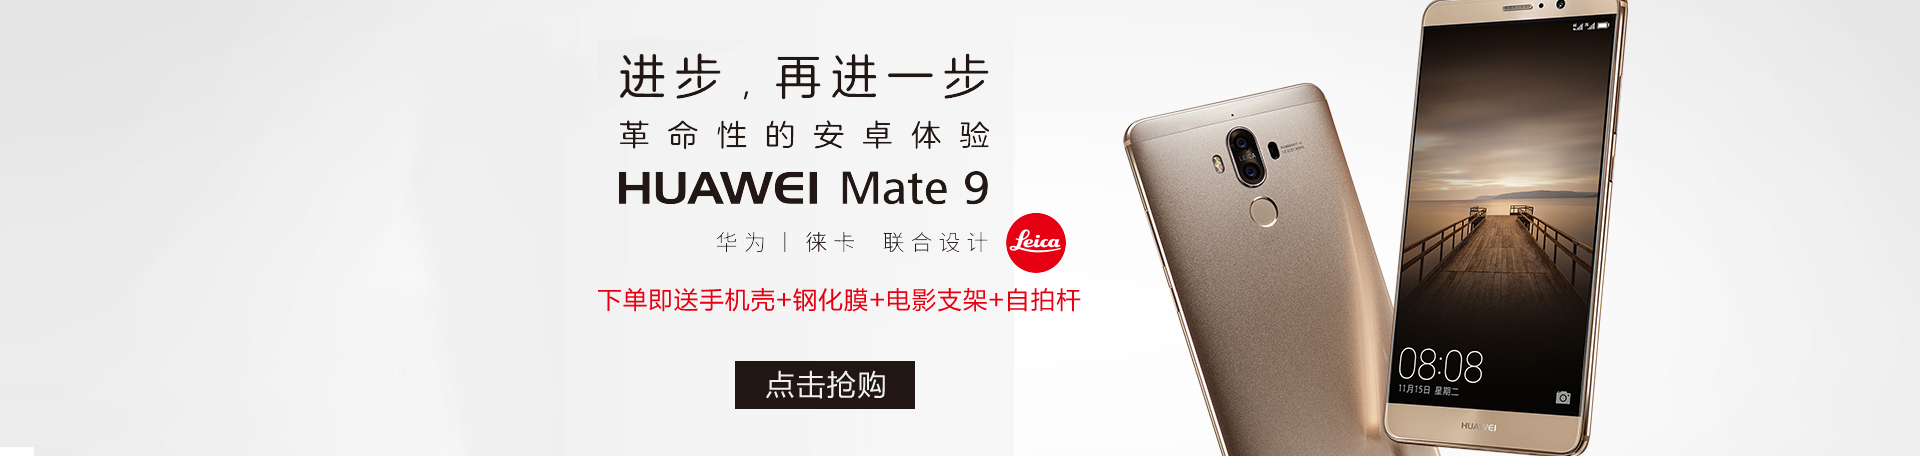 进步，再进一步
革命性的安卓体验
HUAWEI Mate 9
华为 | 徕卡 联合设计
Leica
下单即送手机壳+钢化膜+电影支架+自拍杆
点击抢购
LEICA
08:08
11月15日 星期二
HUAWEI